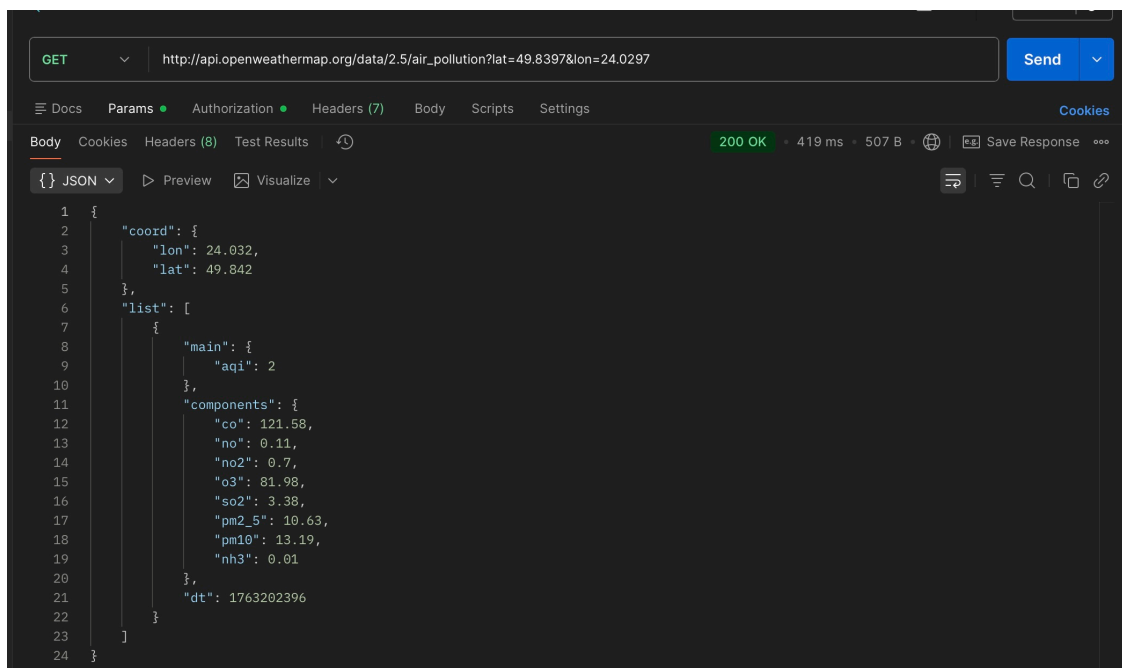 GET http://api.openweathermap.org/data/2.5/air_pollution?lat=49.8397&lon=24.0297 Send
Docs Params Authorization Headers (7) Body Scripts Settings Cookies
Body Cookies Headers (8) Test Results 200 OK 419 ms 507 B e.g. Save Response
{} JSON Preview Visualize
1 {
2 "coord": {
3 "lon": 24.032,
4 "lat": 49.842
5 },
6 "list": [
7 {
8 "main": {
9 "aqi": 2
10 },
11 "components": {
12 "co": 121.58,
13 "no": 0.11,
14 "no2": 0.7,
15 "o3": 81.98,
16 "so2": 3.38,
17 "pm2_5": 10.63,
18 "pm10": 13.19,
19 "nh3": 0.01
20 },
21 "dt": 1763202396
22 }
23 ]
24 }